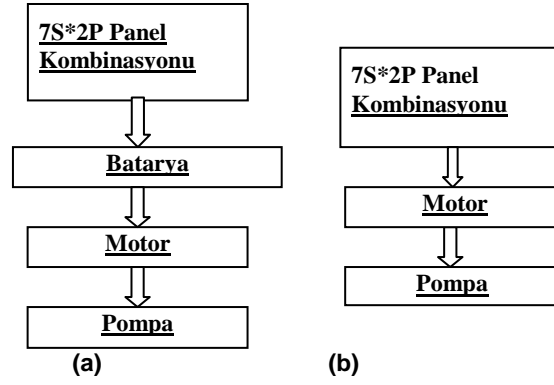 7S*2P Panel
Kombinasyonu
Batarya
Motor
Pompa
(a)
7S*2P Panel
Kombinasyonu
Motor
Pompa
(b)